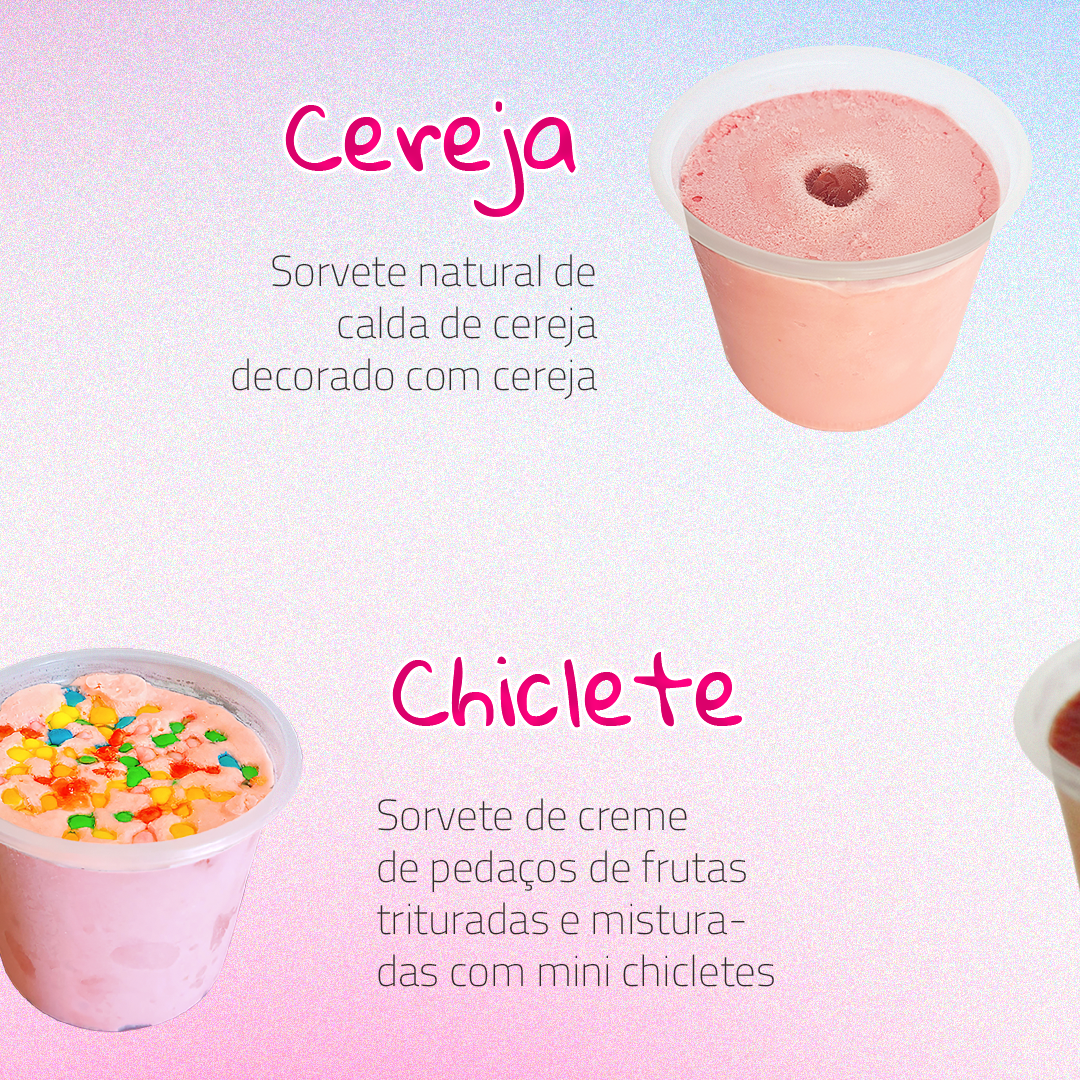 Cereja
Sorvete natural de
calda de cereja
decorado com cereja
Chiclete
Sorvete de creme
de pedaços de frutas
trituradas e mistura-
das com mini chicletes